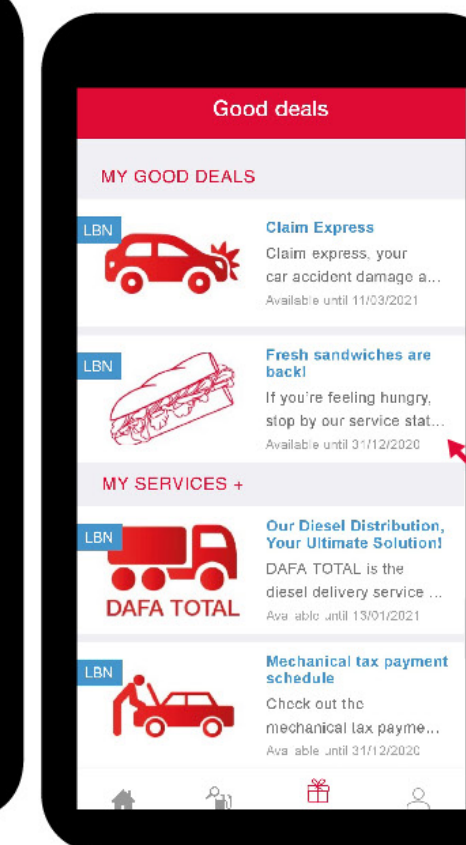 Good deals
MY GOOD DEALS
LBN
Claim Express
Claim express, your
car accident damage a...
Available until 11/03/2021
LBN
Fresh sandwiches are
back!
If you're feeling hungry,
stop by our service stat...
Available until 31/12/2020
MY SERVICES +
LBN
DAFA TOTAL
Our Diesel Distribution,
Your Ultimate Solution!
DAFA TOTAL is the
diesel delivery service ...
Available until 13/01/2021
LBN
Mechanical tax payment
schedule
Check out the
mechanical tax payme...
Available until 31/12/2020